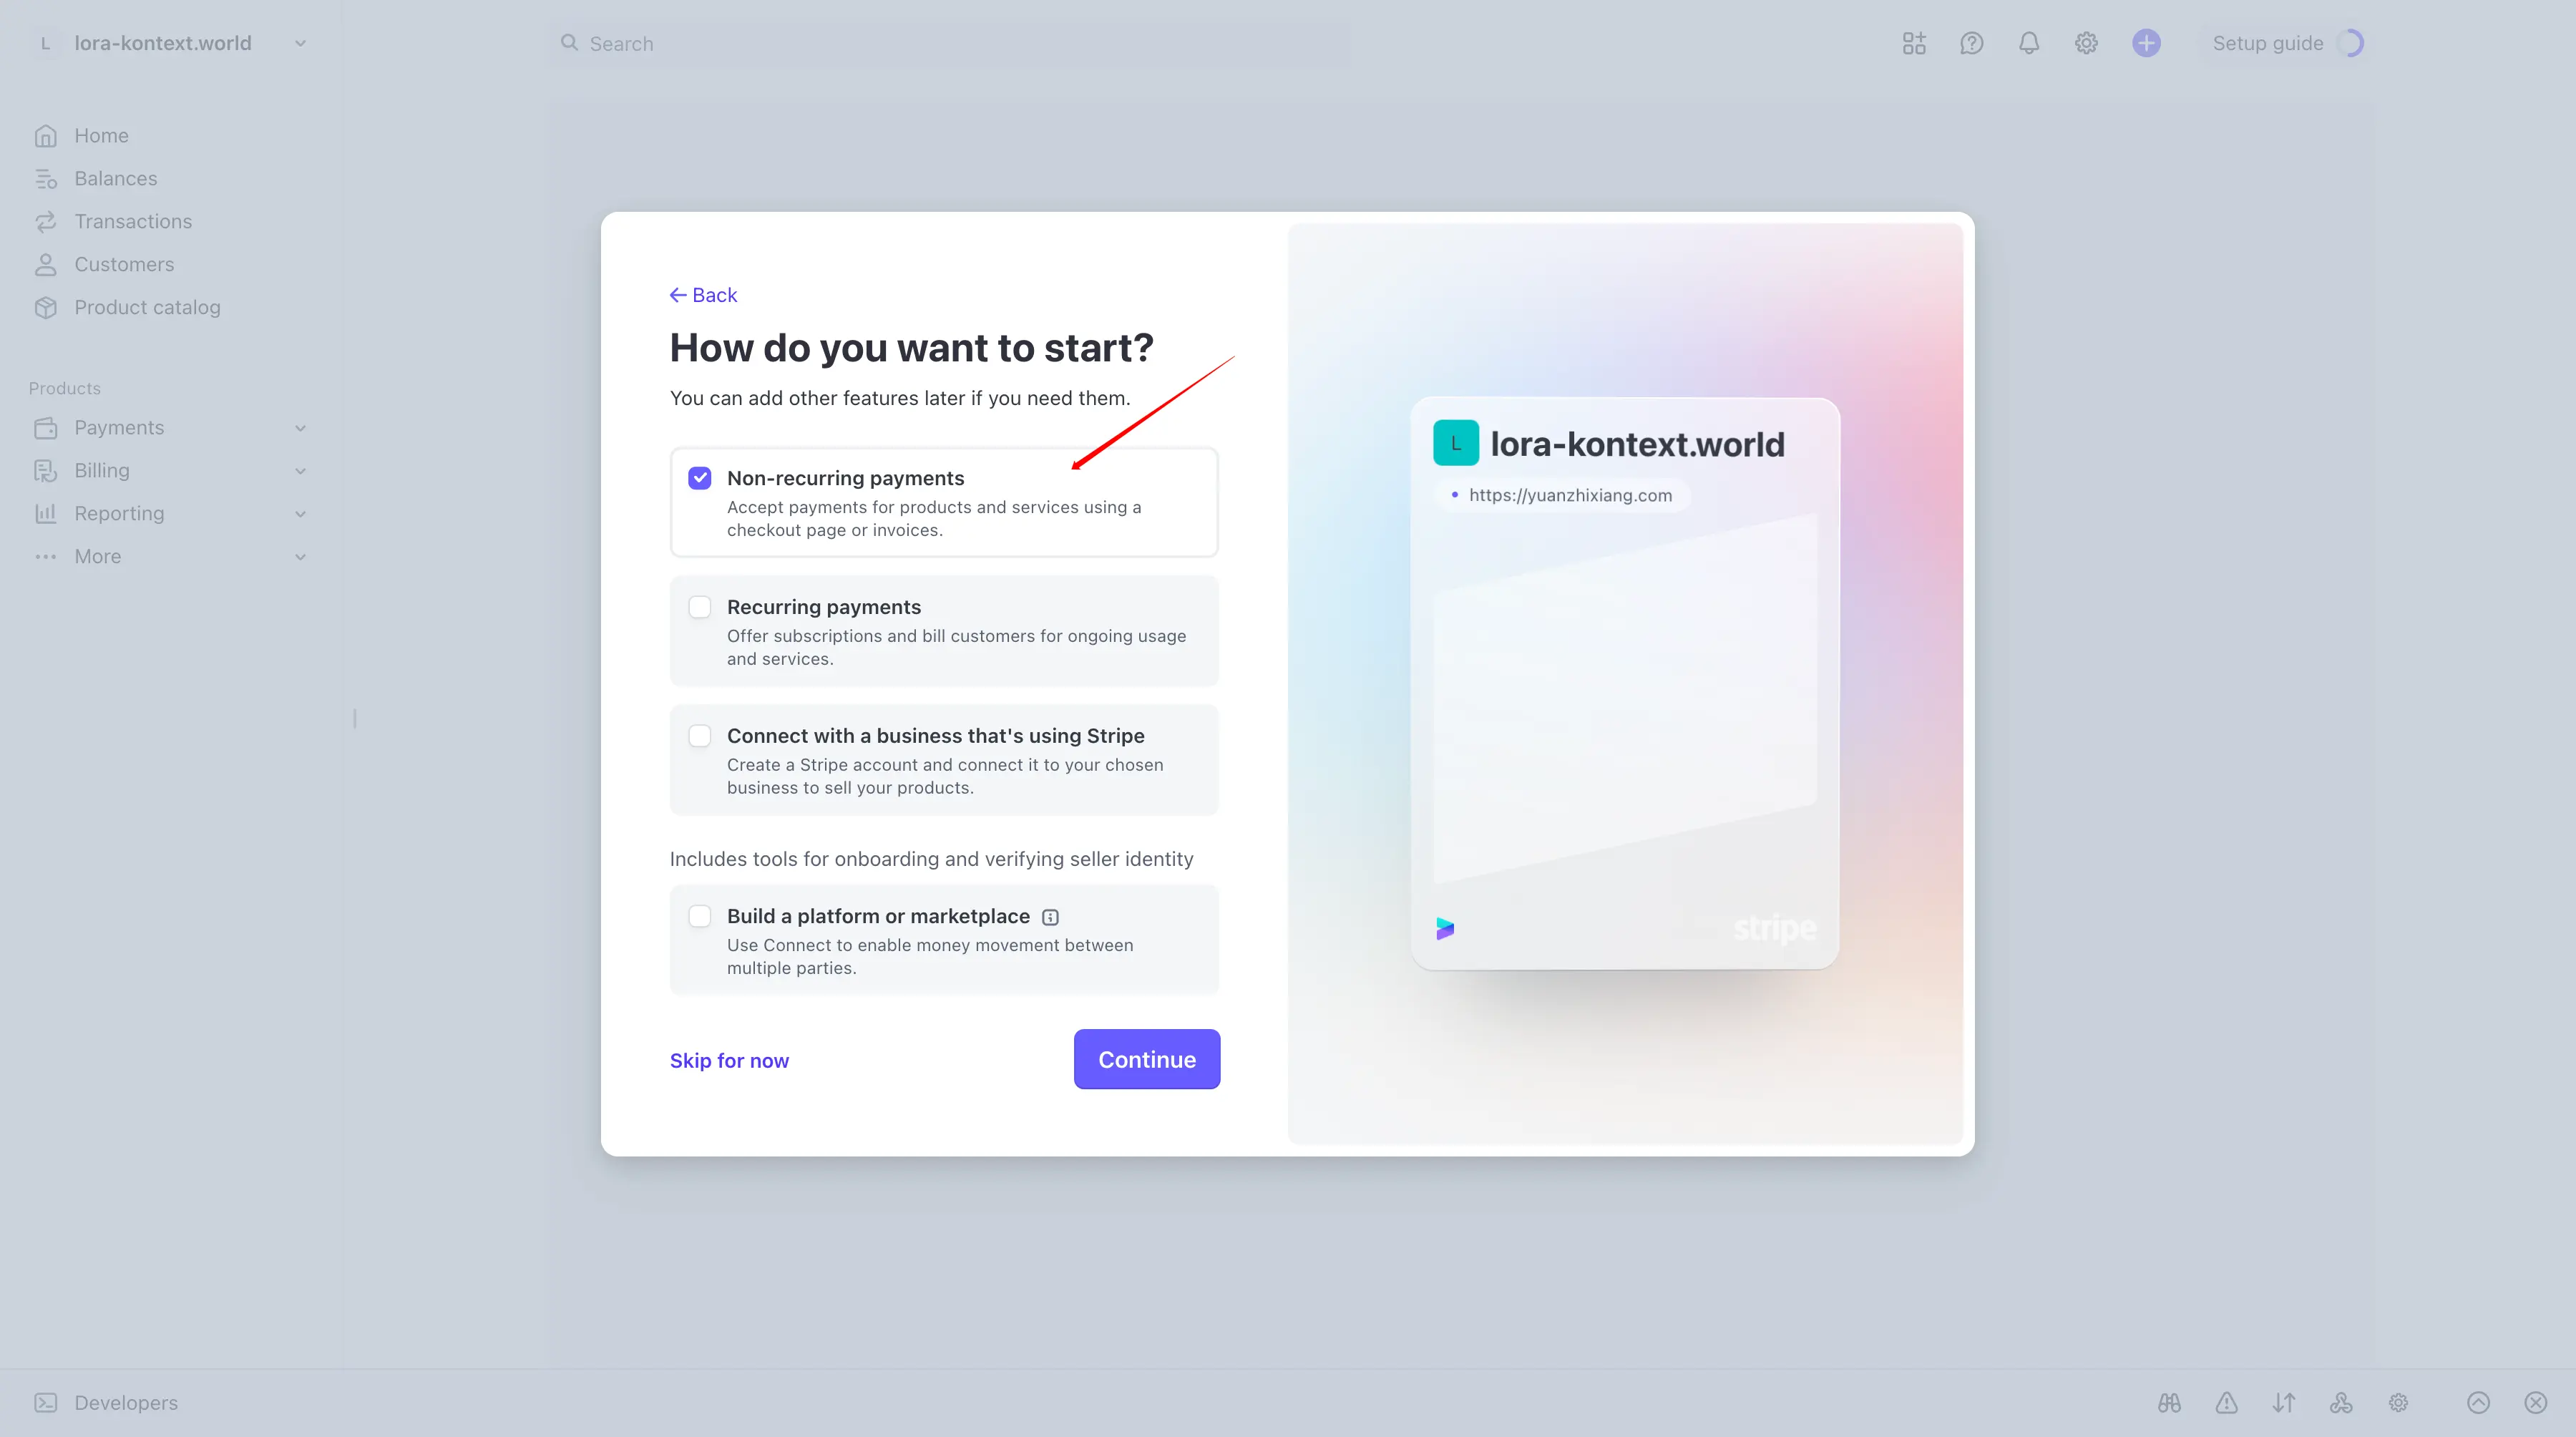 L lora-kontext.world
Search
Setup guide
Home
Balances
Transactions
Customers
Product catalog
Products
Payments
Billing
Reporting
More
Back
How do you want to start?
You can add other features later if you need them.
Non-recurring payments
Accept payments for products and services using a
checkout page or invoices.
Recurring payments
Offer subscriptions and bill customers for ongoing usage
and services.
Connect with a business that's using Stripe
Create a Stripe account and connect it to your chosen
business to sell your products.
Includes tools for onboarding and verifying seller identity
Build a platform or marketplace
Use Connect to enable money movement between
multiple parties.
Skip for now
Continue
L lora-kontext.world
https://yuanzhixiang.com
stripe
Developers